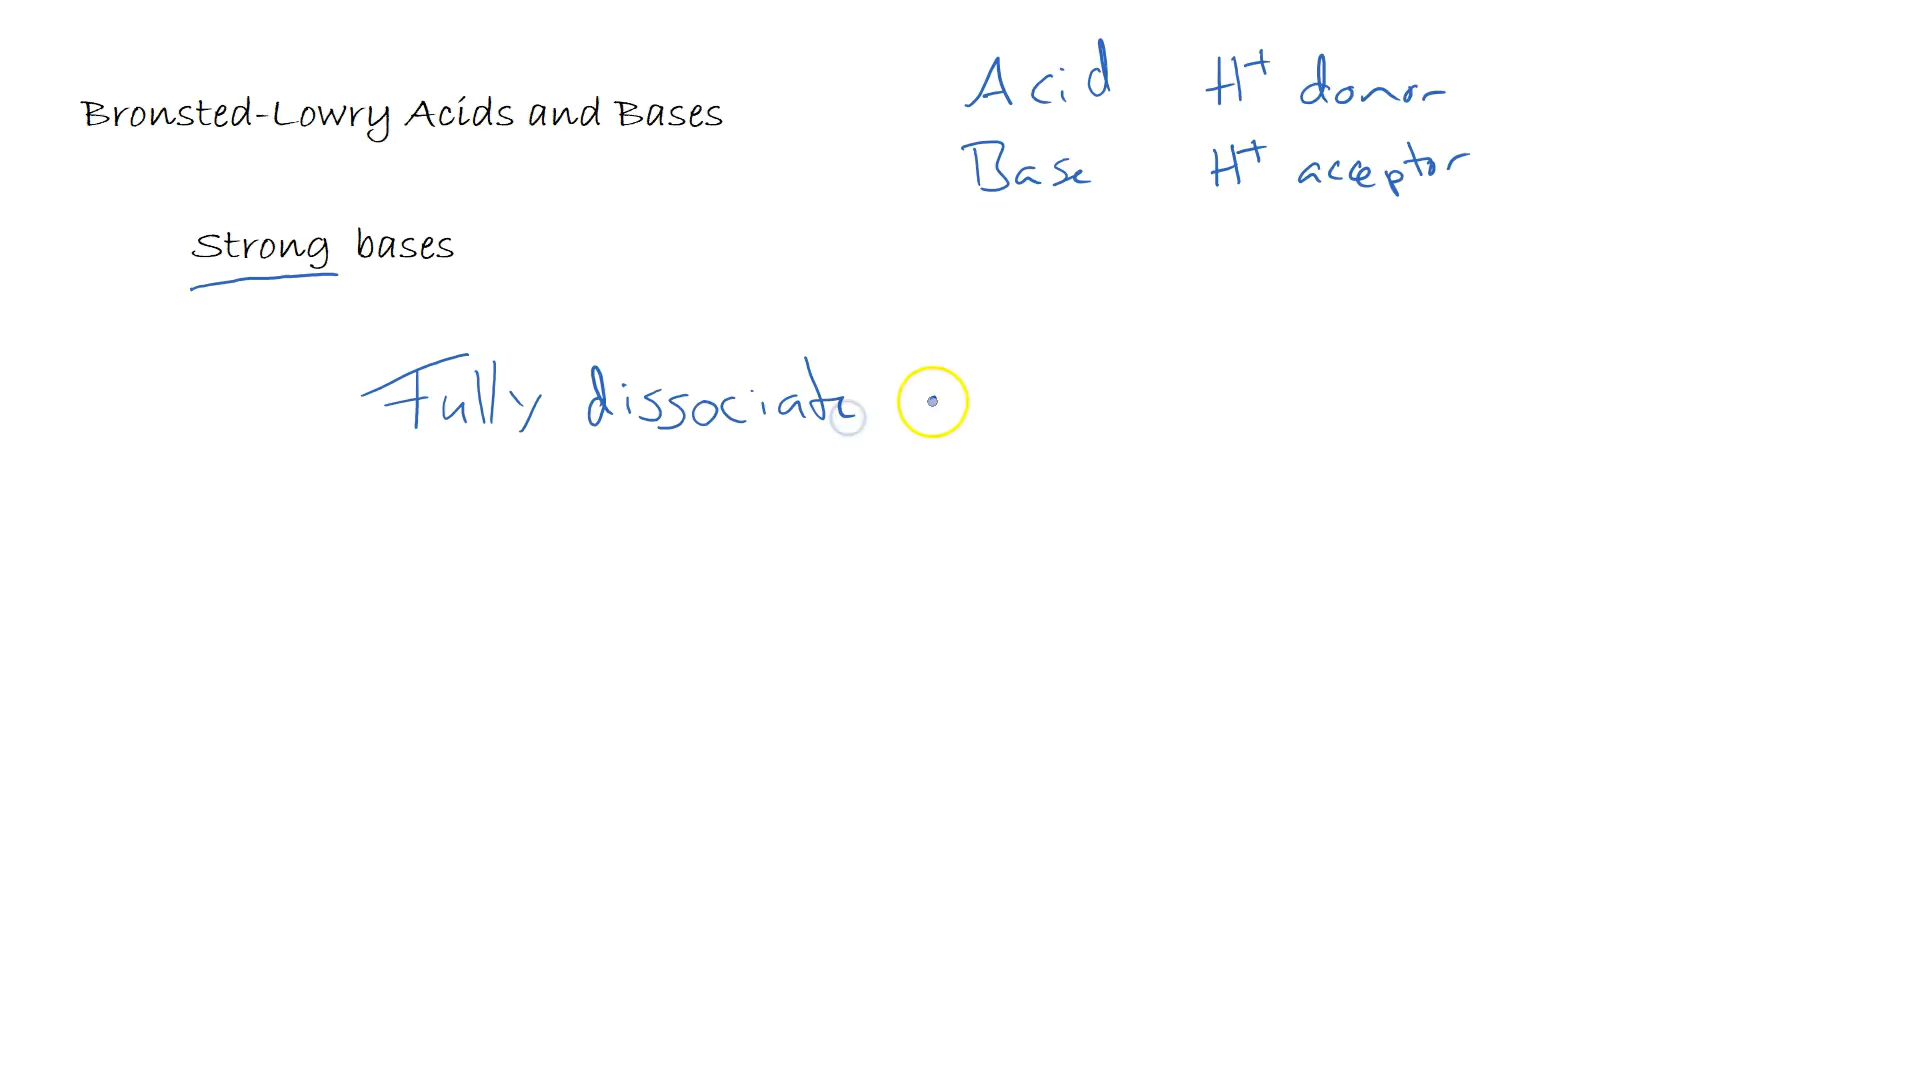 Bronsted-Lowry Acids and Bases
Acid H⁺ donor
Base H⁺ acceptor
Strong bases
Fully dissociate